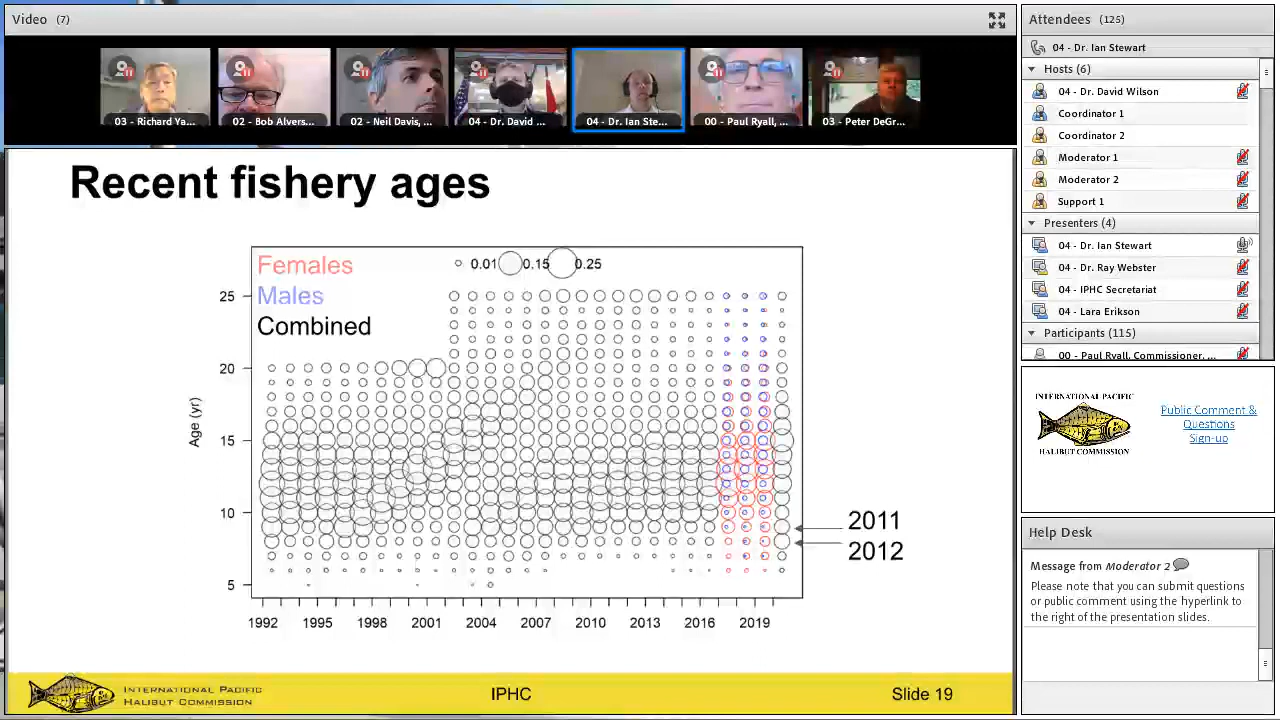 Video (7)
03 - Richard Ya...
02 - Bob Alvers...
02 - Neil Davis, ...
04 - Dr. David ...
04 - Dr. Ian Ste...
00 - Paul Ryall, ...
03 - Peter DeGr...
Recent fishery ages
Females
Males
Combined
0.01
0.15
0.25
25
20
15
10
5
Age (yr)
1992
1995
1998
2001
2004
2007
2010
2013
2016
2019
2011
2012
INTERNATIONAL PACIFIC
HALIBUT COMMISSION
IPHC
Slide 19
Attendees (125)
04 - Dr. Ian Stewart
Hosts (6)
04 - Dr. David Wilson
Coordinator 1
Coordinator 2
Moderator 1
Moderator 2
Support 1
Presenters (4)
04 - Dr. Ian Stewart
04 - Dr. Ray Webster
04 - IPHC Secretariat
04 - Lara Erikson
Participants (115)
00 - Paul Ryall, Commissioner, ...
INTERNATIONAL PACIFIC
HALIBUT COMMISSION
Public Comment &
Questions
Sign-up
Help Desk
Message from Moderator 2
Please note that you can submit questions
or public comment using the hyperlink to
the right of the presentation slides.